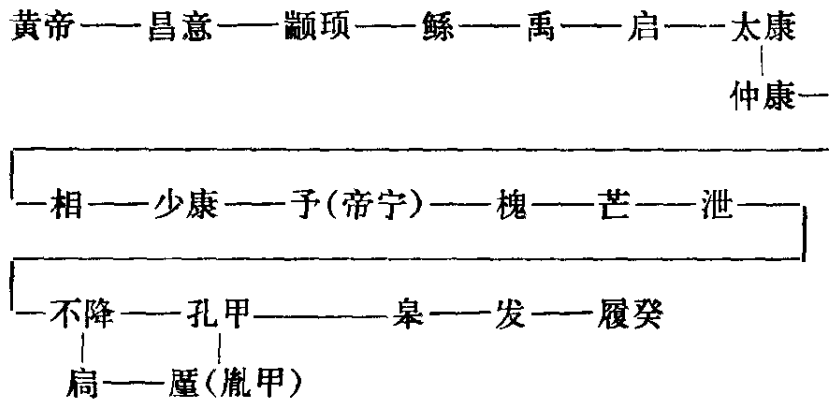 黄帝——昌意——颛顼——鲧——禹——启——太康
仲康—
—相——少康——予(帝宁)——槐——芒——泄——
—不降——孔甲————皋——发——履癸
扃——廑(胤甲)